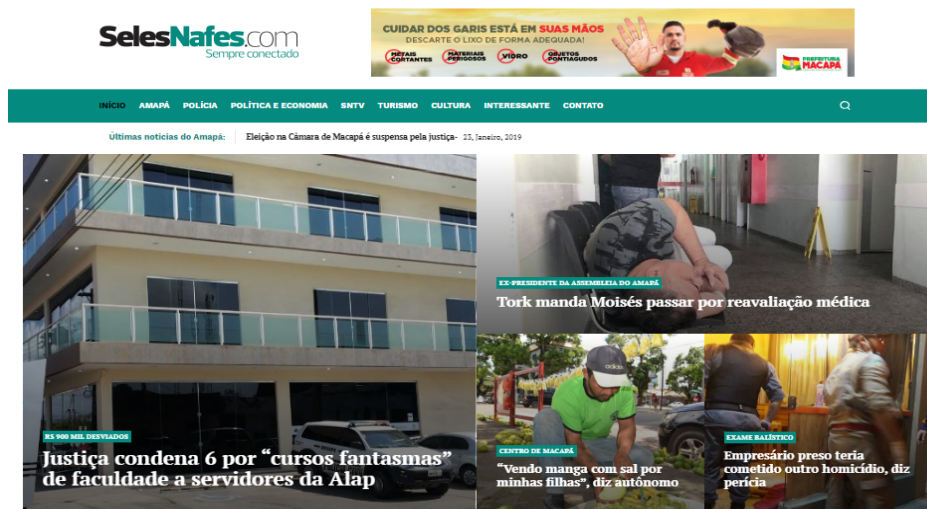 SelesNafes.com
Sempre conectado
CUIDAR DOS GARIS ESTÁ EM SUAS MÃOS
DESCARTE O LIXO DE FORMA ADEQUADA!
METAIS CORTANTES
MATERIAIS PERIGOSOS
VIDRO
OBJETOS PONTIAGUDOS
PREFEITURA
MACAPÁ
INÍCIO AMAPÁ POLÍCIA POLÍTICA E ECONOMIA SNTV TURISMO CULTURA INTERESSANTE CONTATO
Últimas notícias do Amapá: Eleição na Câmara de Macapá é suspensa pela justiça- 23, Janeiro, 2019
R$ 900 MIL DESVIADOS
Justiça condena 6 por “cursos fantasmas”
de faculdade a servidores da Alap
EX-PRESIDENTE DA ASSEMBLEIA DO AMAPÁ
Tork manda Moisés passar por reavaliação médica
CENTRO DE MACAPÁ
“Vendo manga com sal por
minhas filhas”, diz autônomo
EXAME BALÍSTICO
Empresário preso teria
cometido outro homicídio, diz
perícia